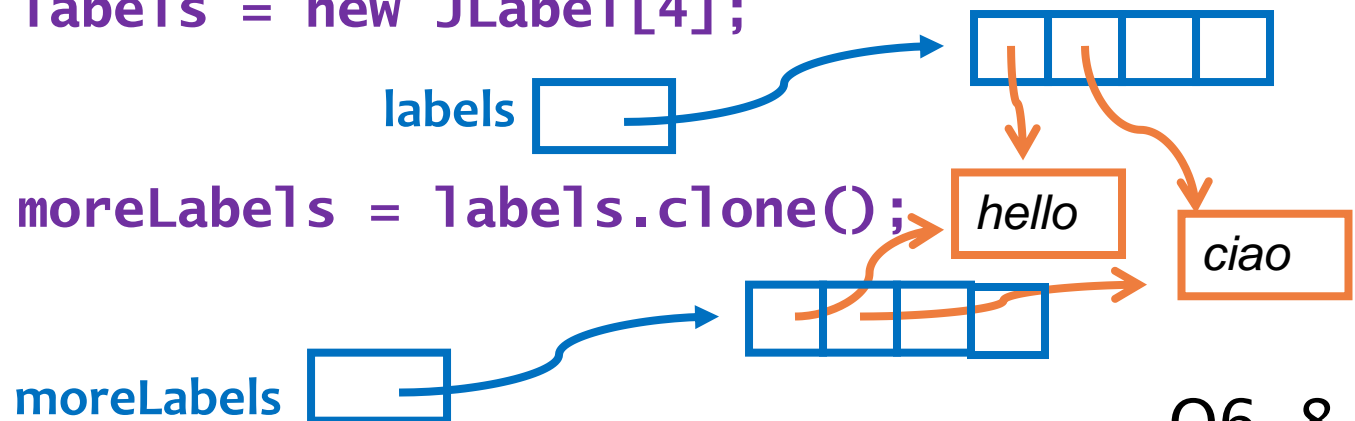 labels = new JLabel[4];
labels
moreLabels = labels.clone();
hello
ciao
moreLabels